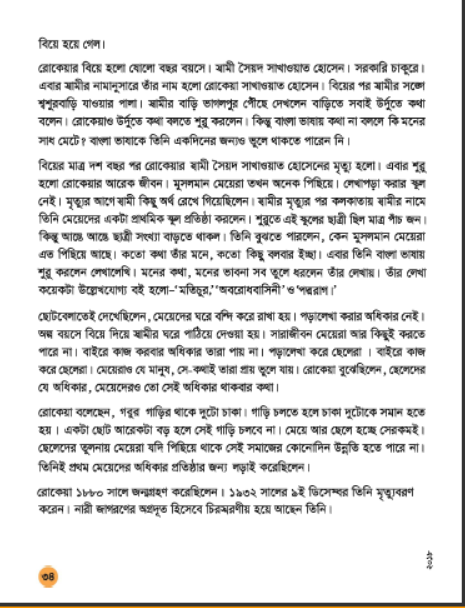 বিয়ে হয়ে গেল।
রোকেয়ার বিয়ে হলো ষোলো বছর বয়সে। স্বামী সৈয়দ সাখাওয়াত হোসেন। সরকারি চাকুরে।
এবার স্বামীর নামানুসারে তাঁর নাম হলো রোকেয়া সাখাওয়াত হোসেন। বিয়ের পর স্বামীর সঙ্গে
শ্বশুরবাড়ি যাওয়ার পালা। স্বামীর বাড়ি ভাগলপুর পৌঁছে দেখলেন বাড়িতে সবাই উর্দুতে কথা
বলেন। রোকেয়াও উর্দুতে কথা বলতে শুরু করলেন। কিন্তু বাংলা ভাষায় কথা না বললে কি মনের
সাধ মেটে? বাংলা ভাষাকে তিনি একদিনের জন্যও ভুলে থাকতে পারেন নি।
বিয়ের মাত্র দশ বছর পর রোকেয়ার স্বামী সৈয়দ সাখাওয়াত হোসেনের মৃত্যু হলো। এবার শুরু
হলো রোকেয়ার আরেক জীবন। মুসলমান মেয়েরা তখন অনেক পিছিয়ে। লেখাপড়া করার স্কুল
নেই। মৃত্যুর আগে স্বামী কিছু অর্থ রেখে গিয়েছিলেন। স্বামীর মৃত্যুর পর কলকাতায় স্বামীর নামে
তিনি মেয়েদের একটা প্রাথমিক স্কুল প্রতিষ্ঠা করলেন। শুরুতে এই স্কুলের ছাত্রী ছিল মাত্র পাঁচ জন।
কিন্তু আস্তে আস্তে ছাত্রী সংখ্যা বাড়তে থাকল। তিনি বুঝতে পারলেন, কেন মুসলমান মেয়েরা
এত পিছিয়ে আছে। কতো কথা তাঁর মনে, কতো কিছু বলবার ইচ্ছা। এবার তিনি বাংলা ভাষায়
শুরু করলেন লেখালেখি। মনের কথা, মনের ভাবনা সব তুলে ধরলেন তাঁর লেখায়। তাঁর লেখা
কয়েকটা উল্লেখযোগ্য বই হলো–'মতিচূর,' 'অবরোধবাসিনী' ও 'পদ্মরাগ।'
ছোটবেলাতেই দেখেছিলেন, মেয়েদের ঘরে বন্দি করে রাখা হয়। পড়ালেখা করার অধিকার নেই।
অল্প বয়সে বিয়ে দিয়ে স্বামীর ঘরে পাঠিয়ে দেওয়া হয়। সারাজীবন মেয়েরা আর কিছুই করতে
পারে না। বাইরে কাজ করবার অধিকার তারা পায় না। পড়ালেখা করে ছেলেরা । বাইরে কাজ
করে ছেলেরা। মেয়েরাও যে মানুষ, সে-কথাই তারা প্রায় ভুলে যায়। রোকেয়া বুঝেছিলেন, ছেলেদের
যে অধিকার, মেয়েদেরও তো সেই অধিকার থাকবার কথা।
রোকেয়া বলেছেন, গরুর গাড়ির থাকে দুটো চাকা। গাড়ি চলতে হলে চাকা দুটোকে সমান হতে
হয় । একটা ছোট আরেকটা বড় হলে সেই গাড়ি চলবে না। মেয়ে আর ছেলে হচ্ছে সেরকমই।
ছেলেদের তুলনায় মেয়েরা যদি পিছিয়ে থাকে সেই সমাজের কোনোদিন উন্নতি হতে পারে না।
তিনিই প্রথম মেয়েদের অধিকার প্রতিষ্ঠার জন্য লড়াই করেছিলেন।
রোকেয়া ১৮৮০ সালে জন্মগ্রহণ করেছিলেন। ১৯৩২ সালের ৯ই ডিসেম্বর তিনি মৃত্যুবরণ
করেন। নারী জাগরণের অগ্রদূত হিসেবে চিরস্মরণীয় হয়ে আছেন তিনি।
৩৪